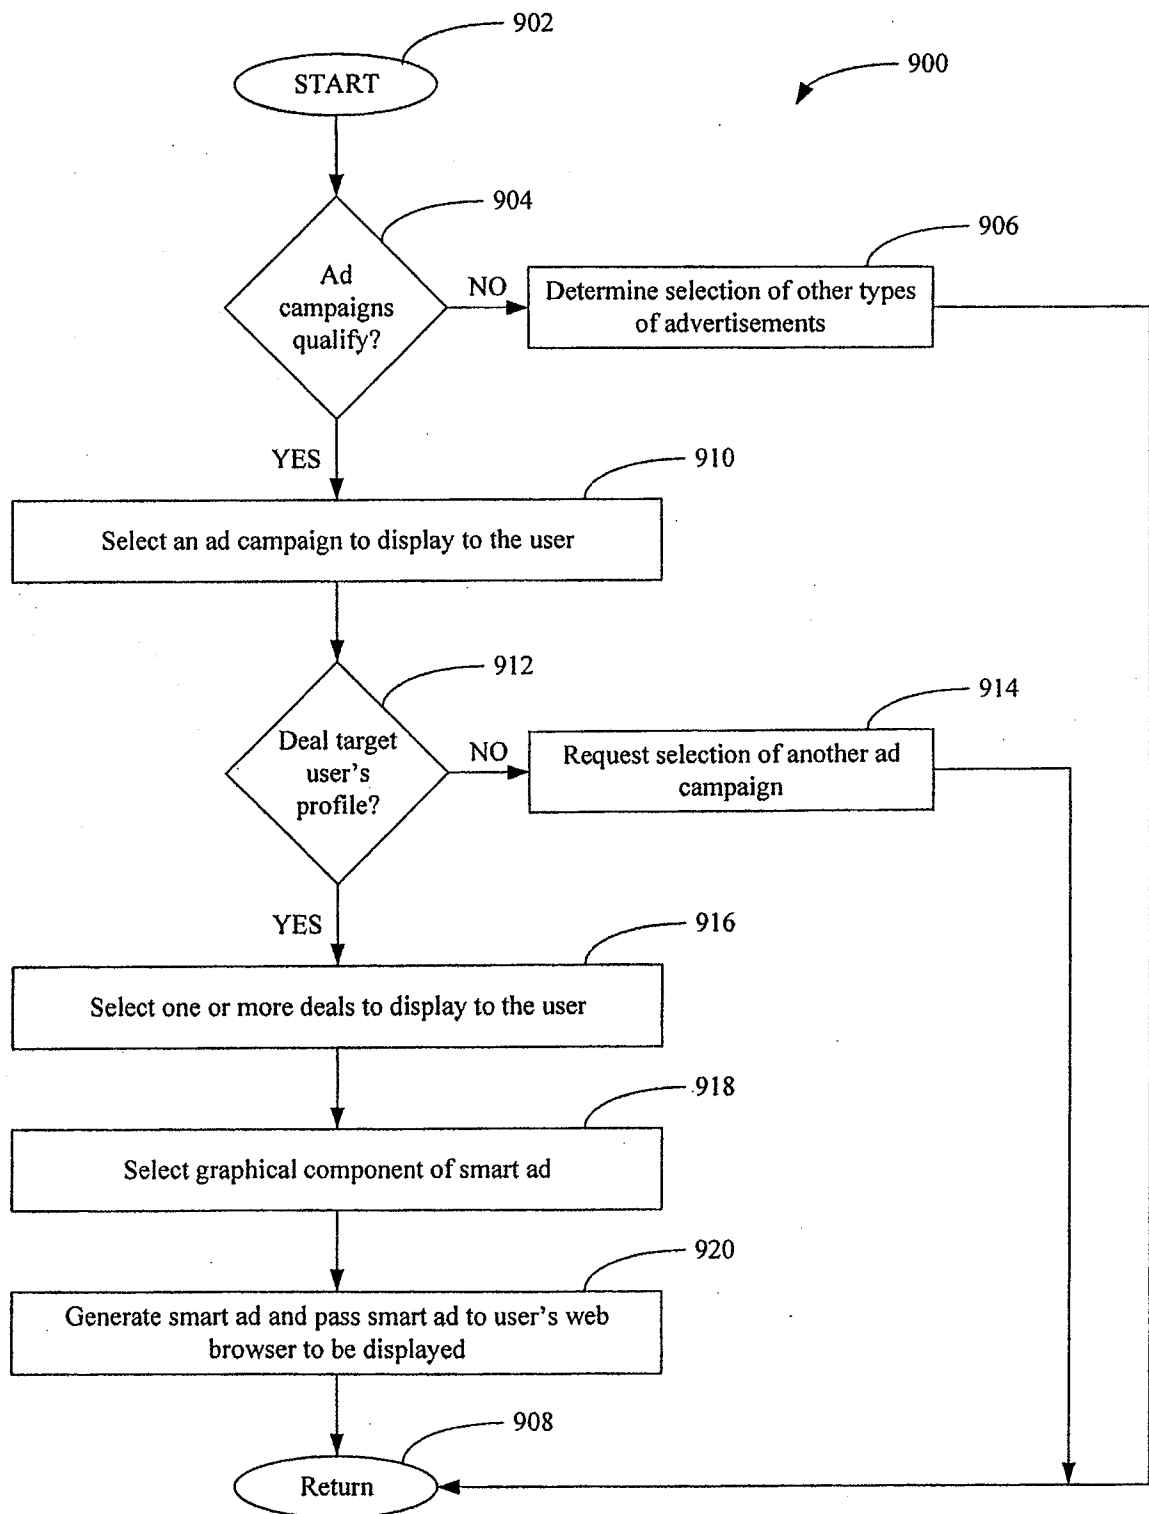 902
START
900
904
Ad
campaigns
qualify?
NO
906
Determine selection of other types
of advertisements
YES
910
Select an ad campaign to display to the user
912
Deal target
user's
profile?
NO
914
Request selection of another ad
campaign
YES
916
Select one or more deals to display to the user
918
Select graphical component of smart ad
920
Generate smart ad and pass smart ad to user's web
browser to be displayed
908
Return